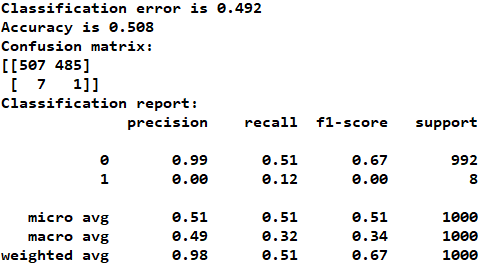 Classification error is 0.492
Accuracy is 0.508
Confusion matrix:
[[507 485]
 [  7   1]]
Classification report:
              precision    recall  f1-score   support

           0       0.99      0.51      0.67       992
           1       0.00      0.12      0.00         8

   micro avg       0.51      0.51      0.51      1000
   macro avg       0.49      0.32      0.34      1000
weighted avg       0.98      0.51      0.67      1000